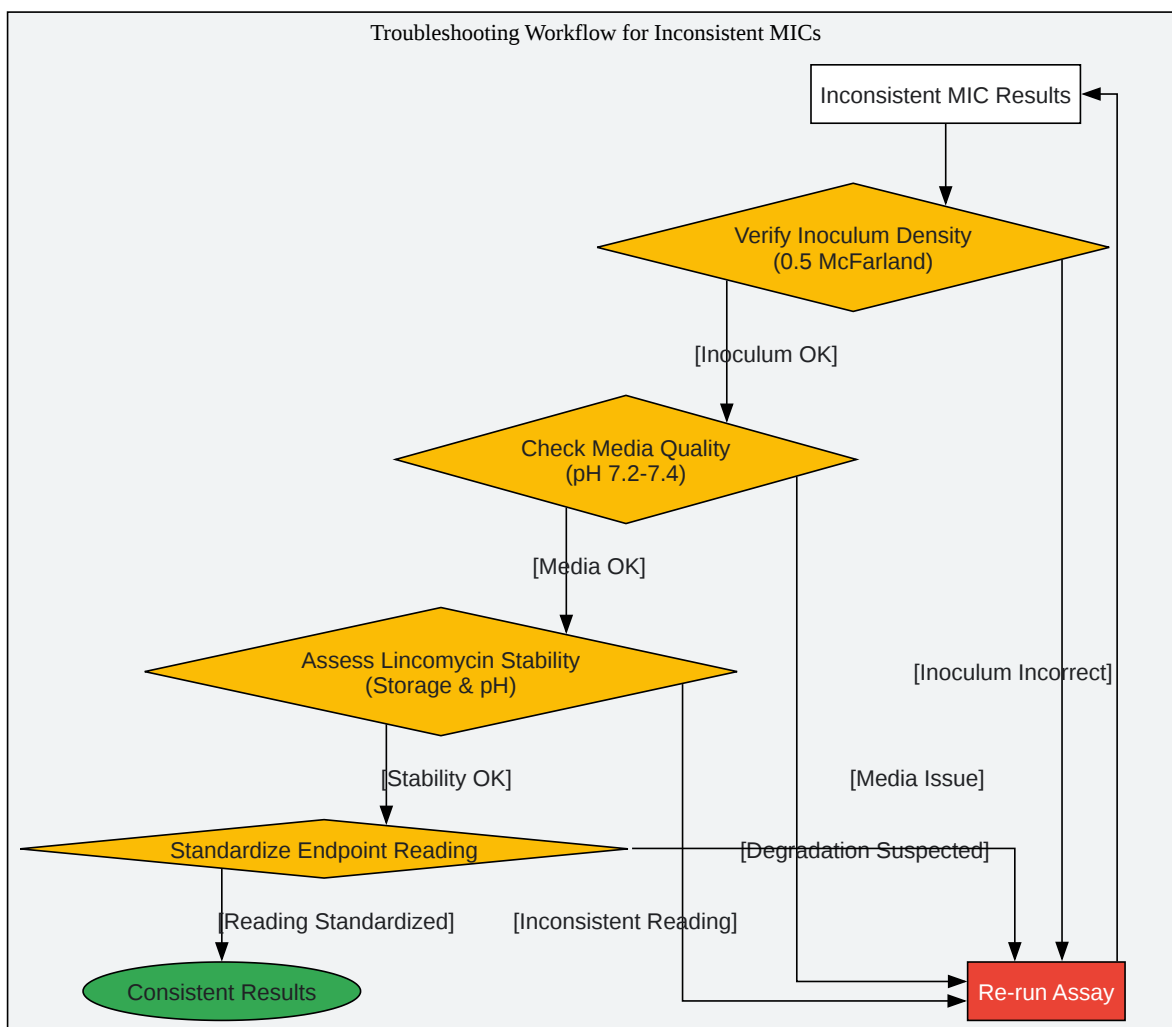 Troubleshooting Workflow for Inconsistent MICs
Inconsistent MIC Results
Verify Inoculum Density
(0.5 McFarland)
[Inoculum OK]
Check Media Quality
(pH 7.2-7.4)
[Media OK]
Assess Lincomycin Stability
(Storage & pH)
[Inoculum Incorrect]
[Stability OK]
[Media Issue]
Standardize Endpoint Reading
[Degradation Suspected]
[Reading Standardized]
[Inconsistent Reading]
Consistent Results
Re-run Assay